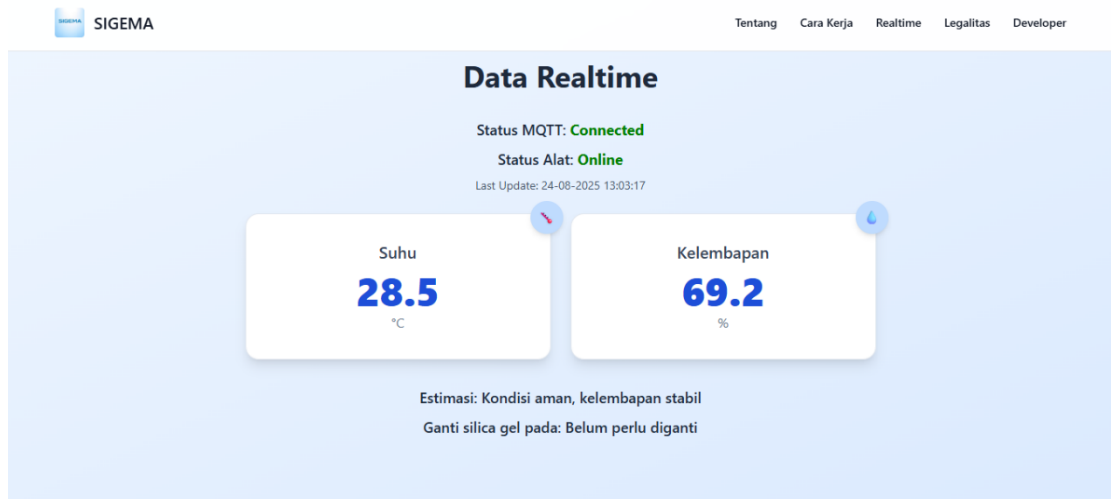 SIGEMA SIGEMA Tentang Cara Kerja Realtime Legalitas Developer
Data Realtime
Status MQTT: Connected
Status Alat: Online
Last Update: 24-08-2025 13:03:17
Suhu
28.5
°C
Kelembapan
69.2
%
Estimasi: Kondisi aman, kelembapan stabil
Ganti silica gel pada: Belum perlu diganti